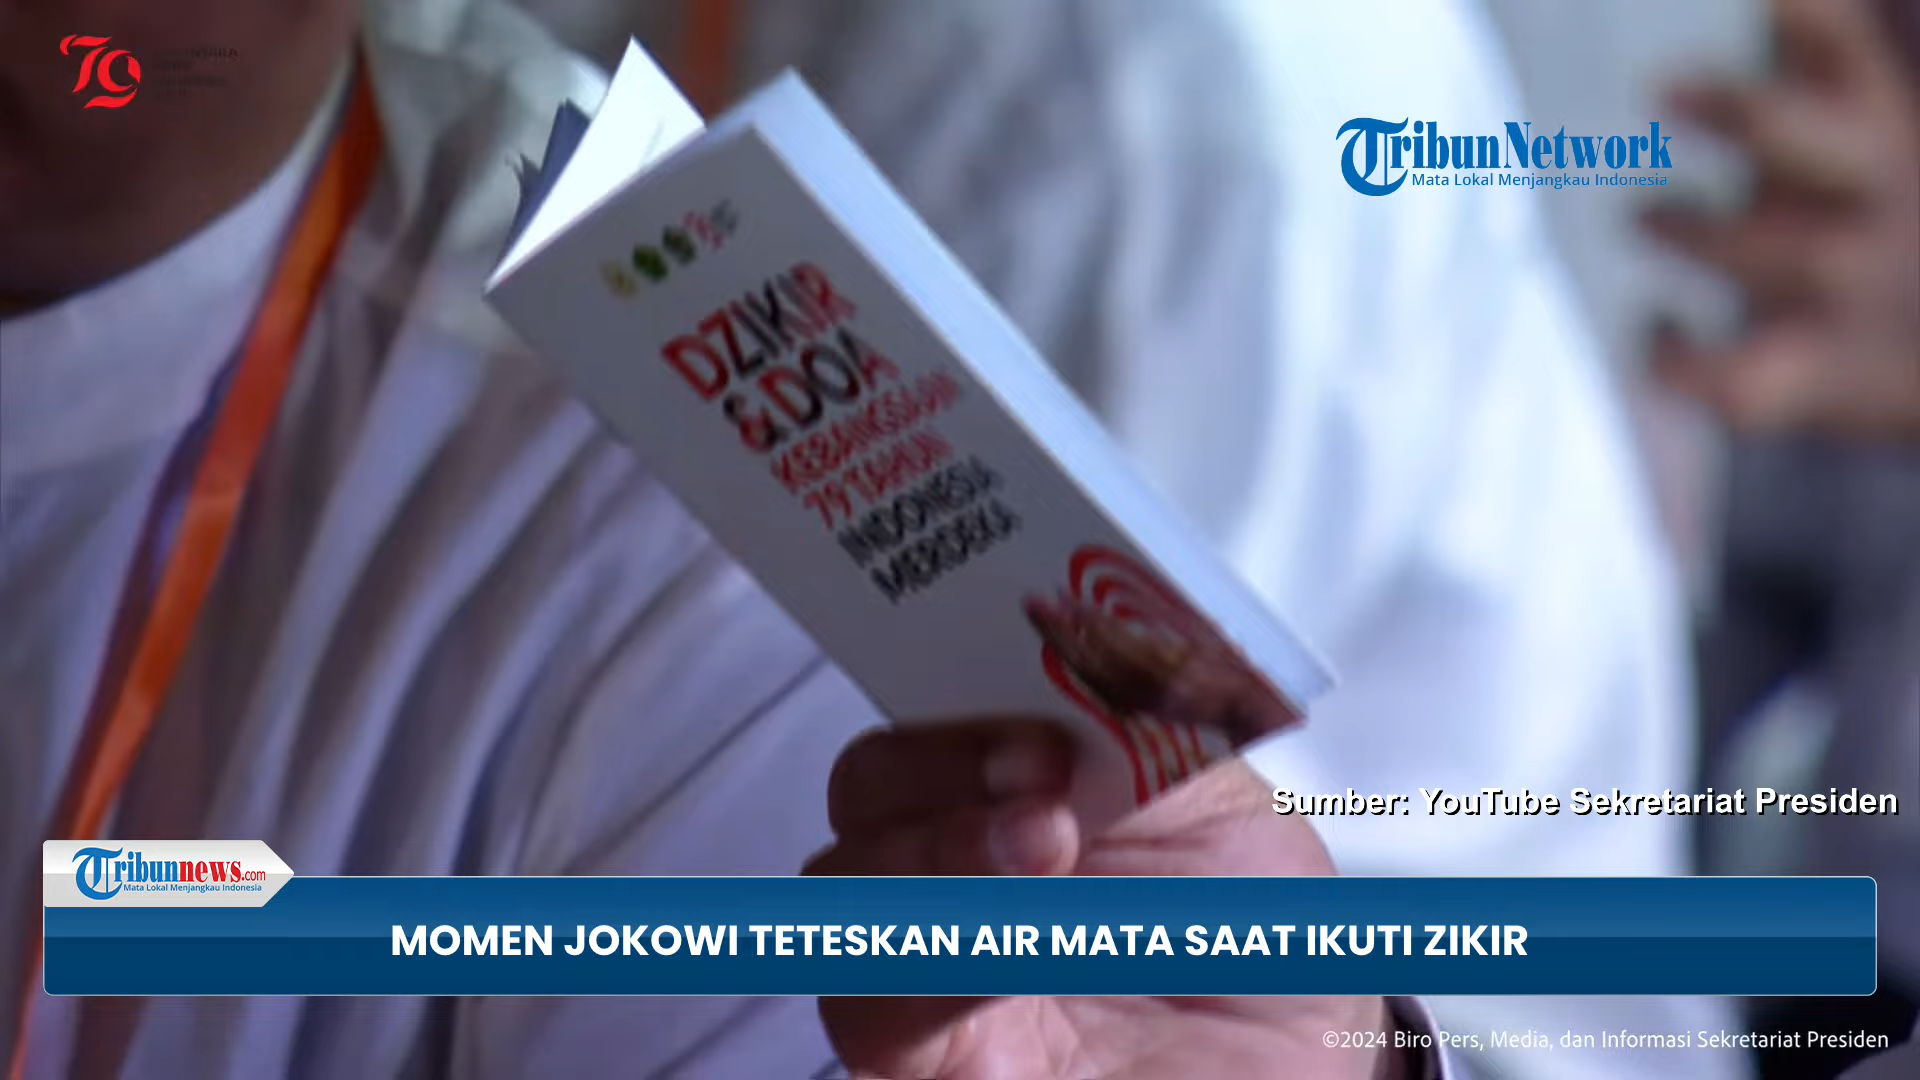 79
TribunNetwork
Mata Lokal Menjangkau Indonesia
DZIKIR
& DOA
KEBANGSAAN
79 TAHUN
INDONESIA
MERDEKA
Sumber: YouTube Sekretariat Presiden
Tribunnews.com
Mata Lokal Menjangkau Indonesia
MOMEN JOKOWI TETESKAN AIR MATA SAAT IKUTI ZIKIR
©2024 Biro Pers, Media, dan Informasi Sekretariat Presiden